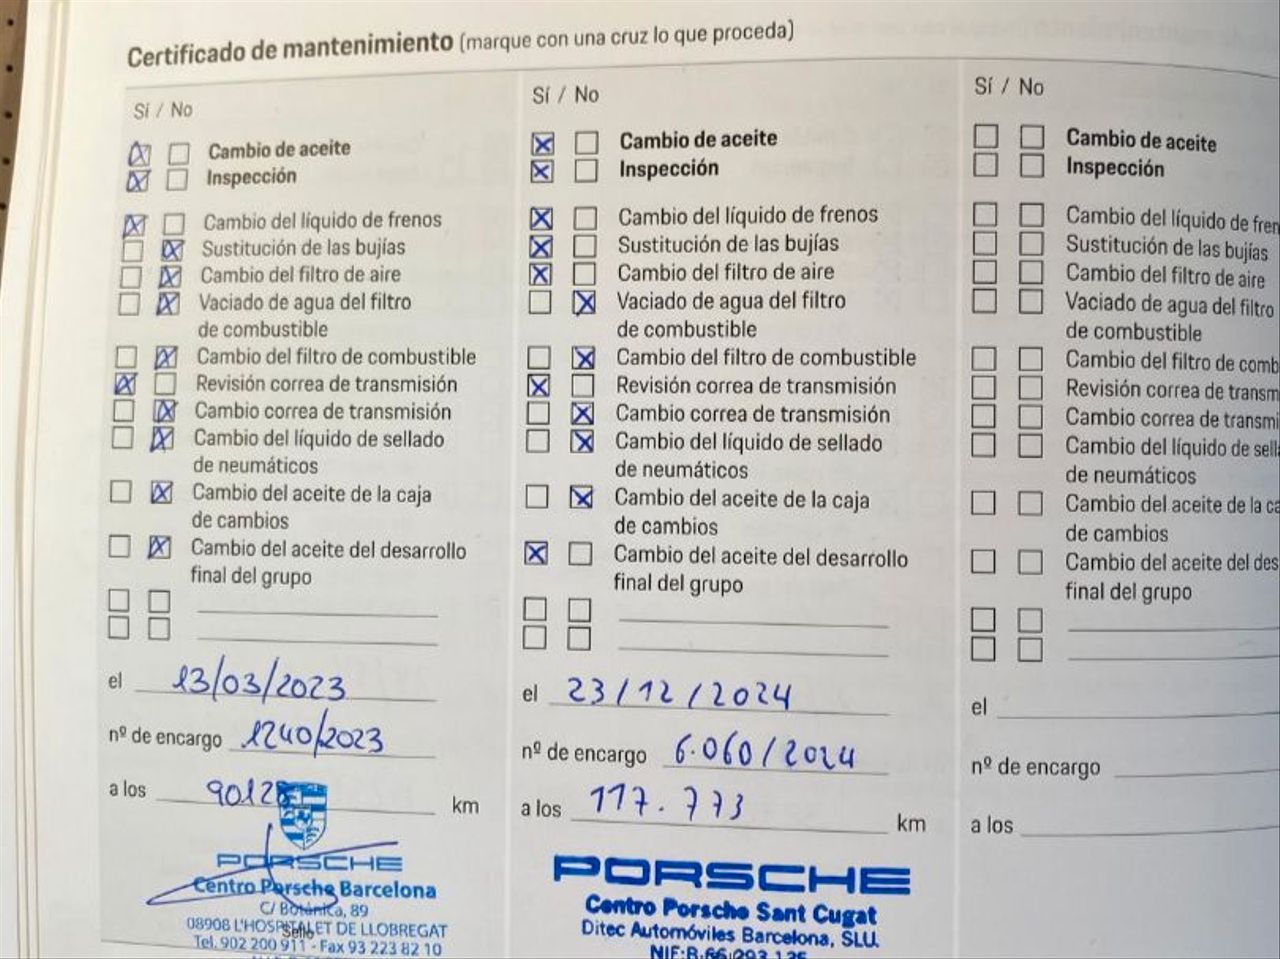 Certificado de mantenimiento (marque con una cruz lo que proceda)
Sí / No
Cambio de aceite
Inspección
Cambio del líquido de frenos
Sustitución de las bujías
Cambio del filtro de aire
Vaciado de agua del filtro
de combustible
Cambio del filtro de combustible
Revisión correa de transmisión
Cambio correa de transmisión
Cambio del líquido de sellado
de neumáticos
Cambio del aceite de la caja
de cambios
Cambio del aceite del desarrollo
final del grupo
el 13/03/2023
nº de encargo 1240/2023
a los 90128 km
PORSCHE
Centro Porsche Barcelona
C/ Botánica, 89
08908 L'HOSPITALET DE LLOBREGAT
Sello
Tel. 902 200 911 - Fax 93 223 82 10
Sí / No
Cambio de aceite
Inspección
Cambio del líquido de frenos
Sustitución de las bujías
Cambio del filtro de aire
Vaciado de agua del filtro
de combustible
Cambio del filtro de combustible
Revisión correa de transmisión
Cambio correa de transmisión
Cambio del líquido de sellado
de neumáticos
Cambio del aceite de la caja
de cambios
Cambio del aceite del desarrollo
final del grupo
el 23/12/2024
nº de encargo 6.060/2024
a los 117.773 km
PORSCHE
Centro Porsche Sant Cugat
Ditec Automóviles Barcelona, SLU.
Sí / No
Cambio de aceite
Inspección
Cambio del líquido de fren
Sustitución de las bujías
Cambio del filtro de aire
Vaciado de agua del filtro
de combustible
Cambio del filtro de comb
Revisión correa de transm
Cambio correa de transmi
Cambio del líquido de sell
de neumáticos
Cambio del aceite de la ca
de cambios
Cambio del aceite del des
final del grupo
el
nº de encargo
a los